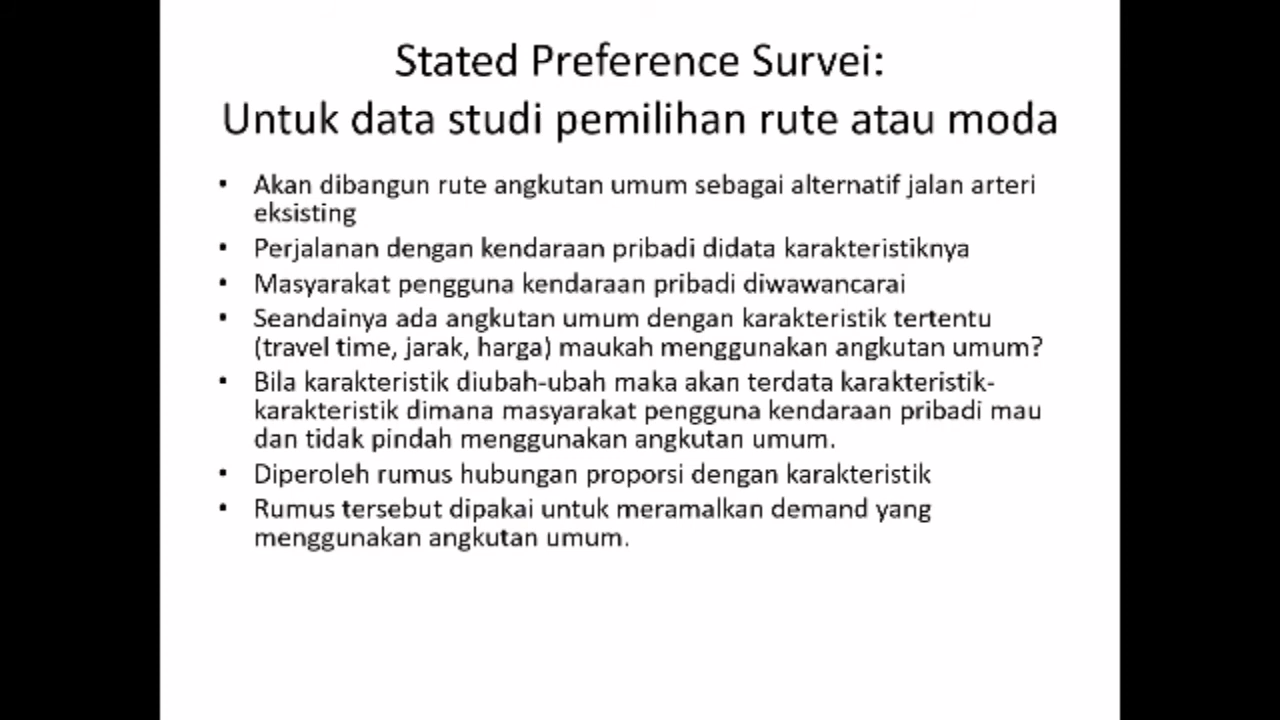 Stated Preference Survei:
Untuk data studi pemilihan rute atau moda
• Akan dibangun rute angkutan umum sebagai alternatif jalan arteri
eksisting
• Perjalanan dengan kendaraan pribadi didata karakteristiknya
• Masyarakat pengguna kendaraan pribadi diwawancarai
• Seandainya ada angkutan umum dengan karakteristik tertentu
(travel time, jarak, harga) maukah menggunakan angkutan umum?
• Bila karakteristik diubah-ubah maka akan terdata karakteristik-
karakteristik dimana masyarakat pengguna kendaraan pribadi mau
dan tidak pindah menggunakan angkutan umum.
• Diperoleh rumus hubungan proporsi dengan karakteristik
• Rumus tersebut dipakai untuk meramalkan demand yang
menggunakan angkutan umum.